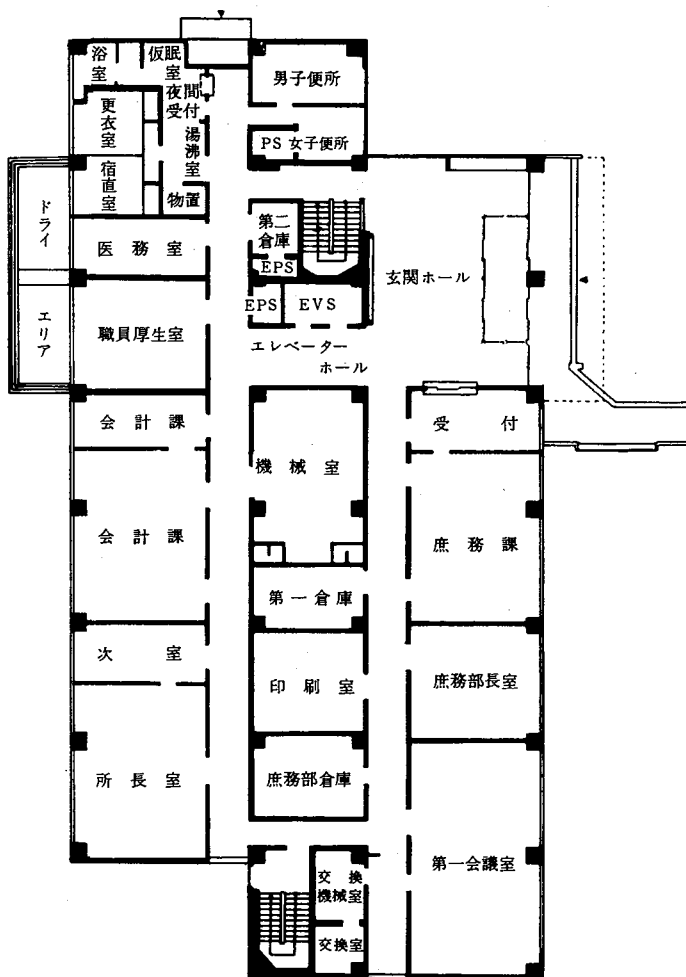 浴室
仮眠室
夜間
受付
男子便所
更衣室
湯沸室
PS 女子便所
宿直室
物置
ドライ
エリア
第二
倉庫
医務室
EPS
玄関ホール
EPS
EVS
職員厚生室
エレベーター
ホール
会計課
受付
機械室
会計課
庶務課
第一倉庫
次室
印刷室
庶務部長室
所長室
庶務部倉庫
第一会議室
交換
機械室
交換室